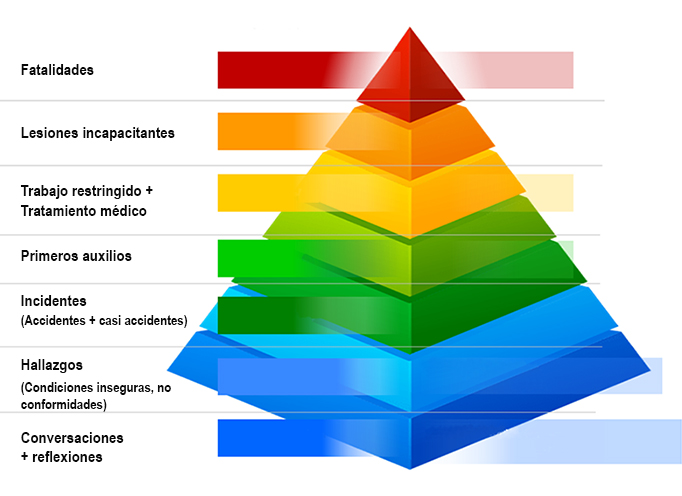 Fatalidades
Lesiones incapacitantes
Trabajo restringido +
Tratamiento médico
Primeros auxilios
Incidentes
(Accidentes + casi accidentes)
Hallazgos
(Condiciones inseguras, no
conformidades)
Conversaciones
+ reflexiones